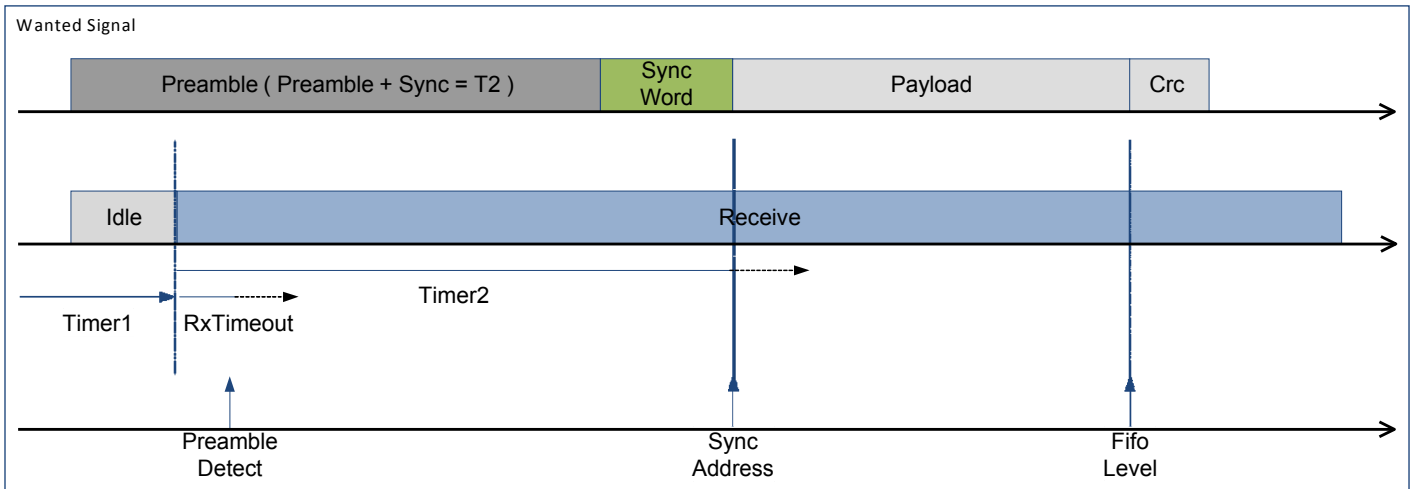 Wanted Signal
Preamble ( Preamble + Sync = T2 )
Sync
Word
Payload
Crc
Idle
Receive
Timer2
Timer1
RxTimeout
Preamble
Detect
Sync
Address
Fifo
Level